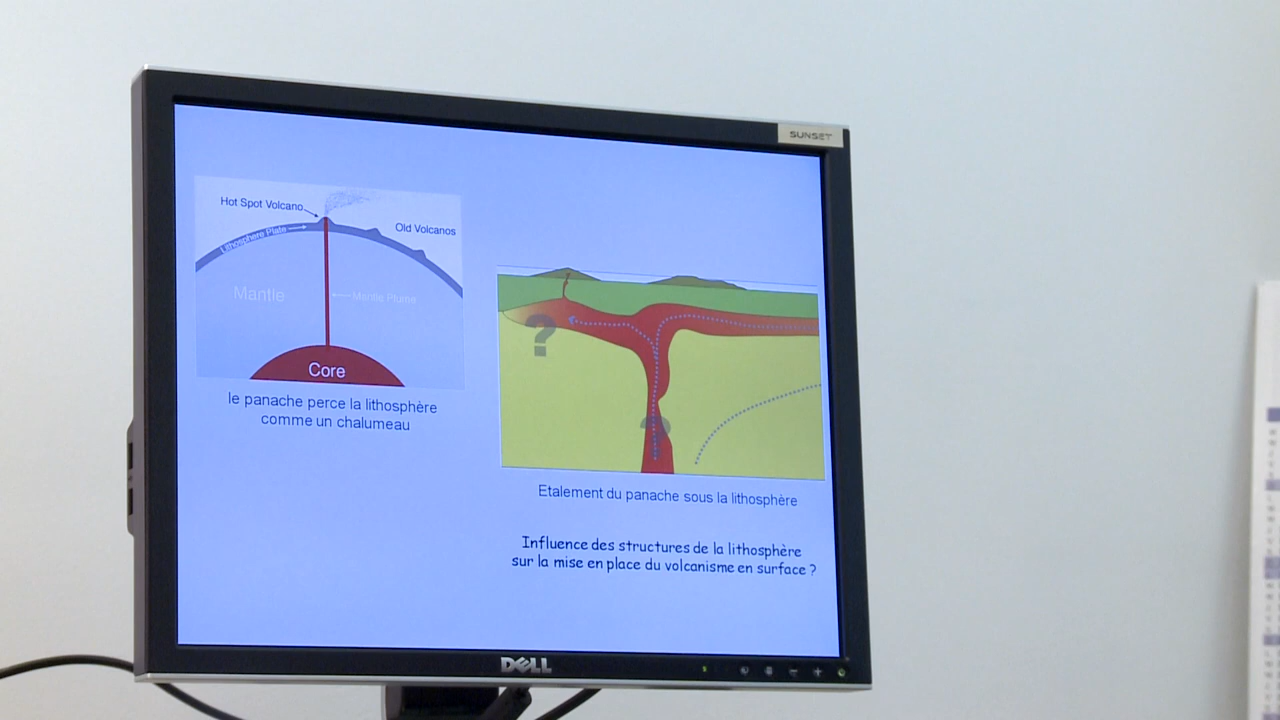 SUNSET
Hot Spot Volcano
Old Volcanos
Lithosphere Plate
Mantle
Mantle Plume
Core
le panache perce la lithosphère
comme un chalumeau
?
?
Etalement du panache sous la lithosphère
Influence des structures de la lithosphère
sur la mise en place du volcanisme en surface ?
DELL